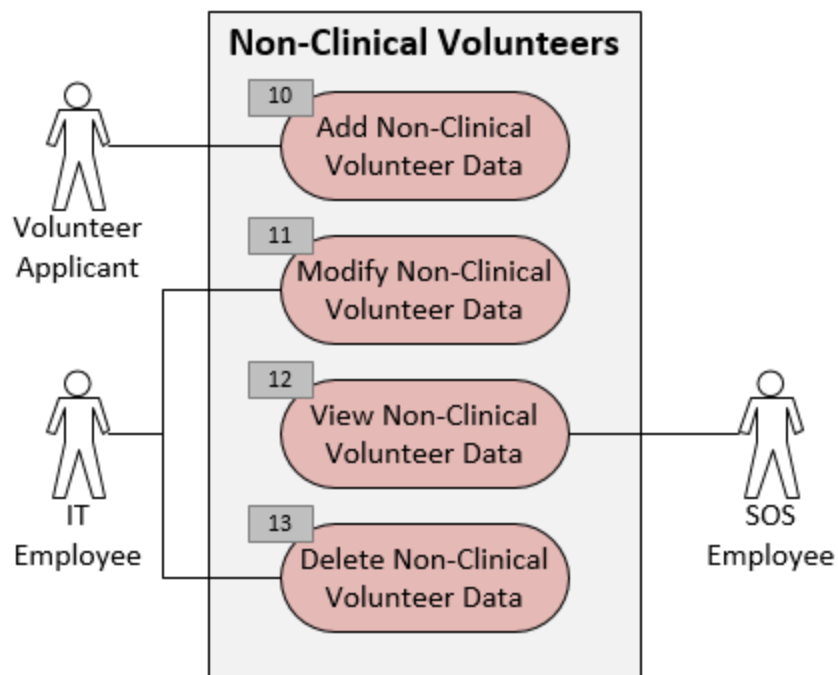 Non-Clinical Volunteers
10
Add Non-Clinical
Volunteer Data
Volunteer
Applicant
11
Modify Non-Clinical
Volunteer Data
12
View Non-Clinical
Volunteer Data
IT
Employee
SOS
Employee
13
Delete Non-Clinical
Volunteer Data